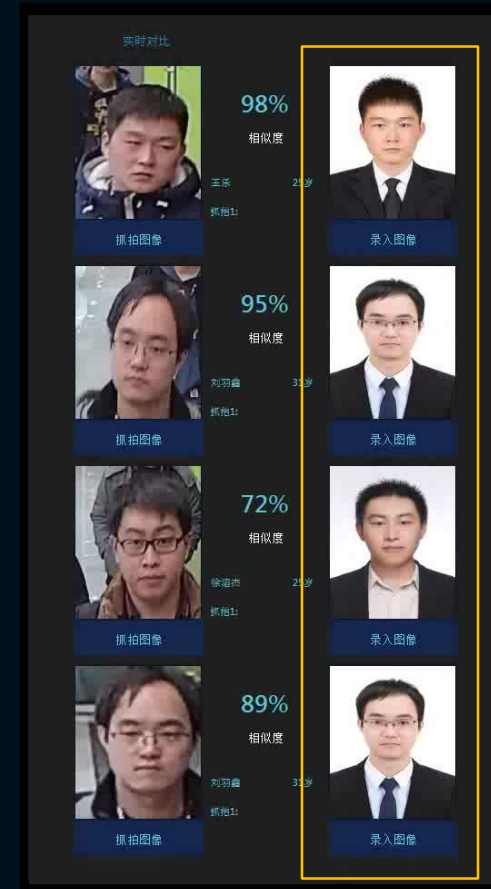 实时对比
98%
相似度
王乐 25岁
抓拍1:
抓拍图像 录入图像
95%
相似度
刘羽鑫 31岁
抓拍1:
抓拍图像 录入图像
72%
相似度
25岁
抓拍1:
抓拍图像 录入图像
89%
相似度
刘羽鑫 31岁
抓拍1:
抓拍图像 录入图像